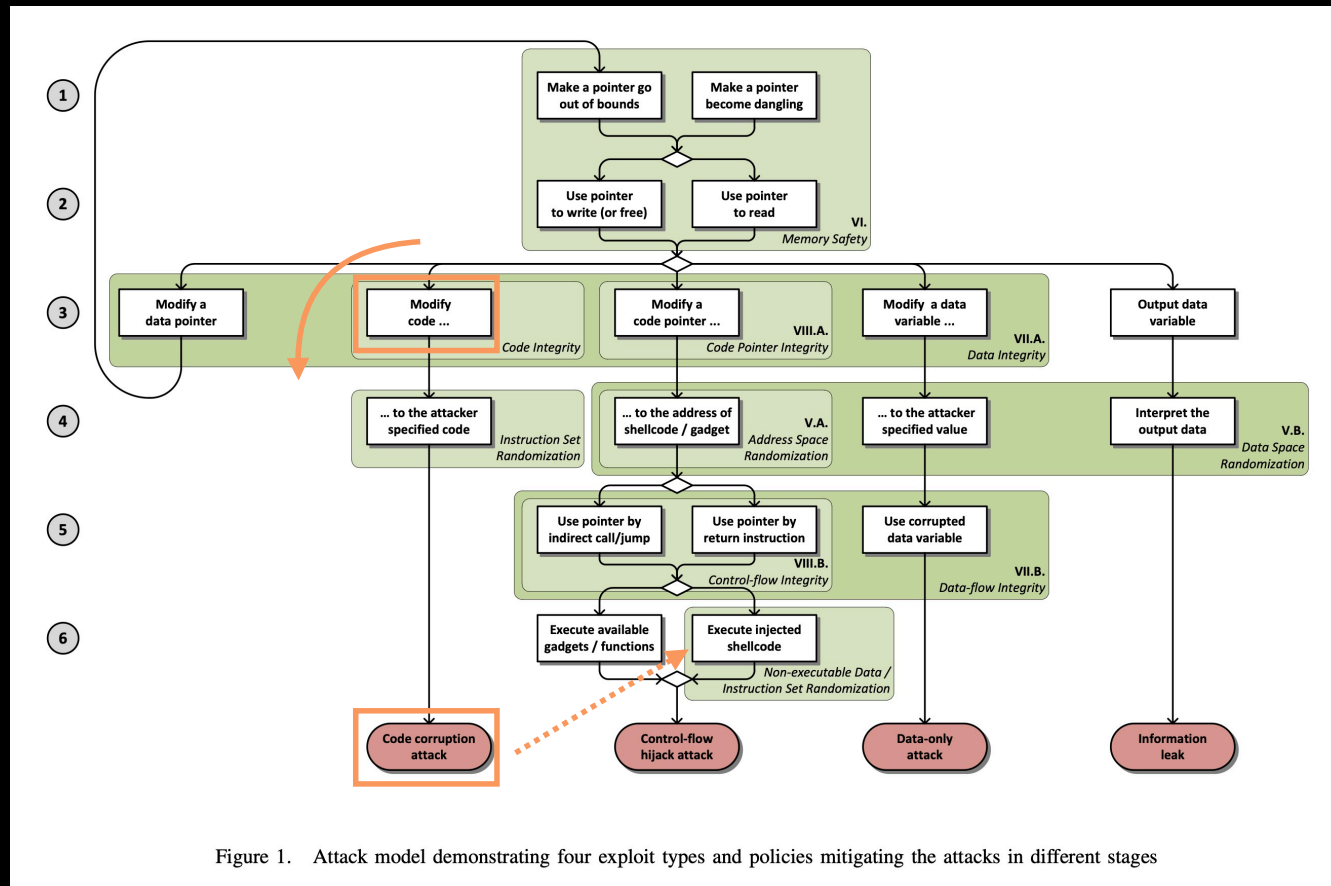 1
Make a pointer go
out of bounds
Make a pointer
become dangling
2
Use pointer
to write (or free)
Use pointer
to read
VI.
Memory Safety
3
Modify a
data pointer
Modify
code ...
Code Integrity
Modify a
code pointer ...
VIII.A.
Code Pointer Integrity
Modify a data
variable ...
VII.A.
Data Integrity
Output data
variable
4
... to the attacker
specified code
Instruction Set
Randomization
... to the address of
shellcode / gadget
V.A.
Address Space
Randomization
... to the attacker
specified value
Interpret the
output data
V.B.
Data Space
Randomization
5
Use pointer by
indirect call/jump
Use pointer by
return instruction
VIII.B.
Control-flow Integrity
Use corrupted
data variable
VII.B.
Data-flow Integrity
6
Execute available
gadgets / functions
Execute injected
shellcode
Non-executable Data /
Instruction Set Randomization
Code corruption
attack
Control-flow
hijack attack
Data-only
attack
Information
leak
Figure 1. Attack model demonstrating four exploit types and policies mitigating the attacks in different stages